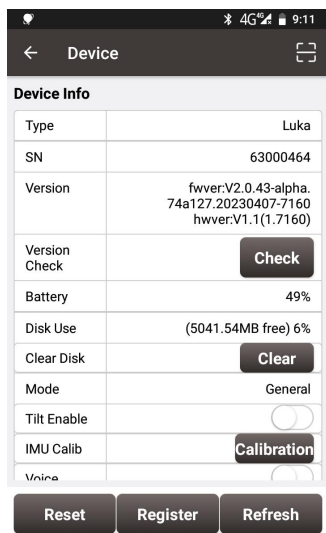 4G 4G 9:11
Device
Device Info
Type Luka
SN 63000464
Version fwver:V2.0.43-alpha.
74a127.20230407-7160
hwver:V1.1(1.7160)
Version
Check
Check
Battery 49%
Disk Use (5041.54MB free) 6%
Clear Disk Clear
Mode General
Tilt Enable
IMU Calib Calibration
Voice
Reset Register Refresh